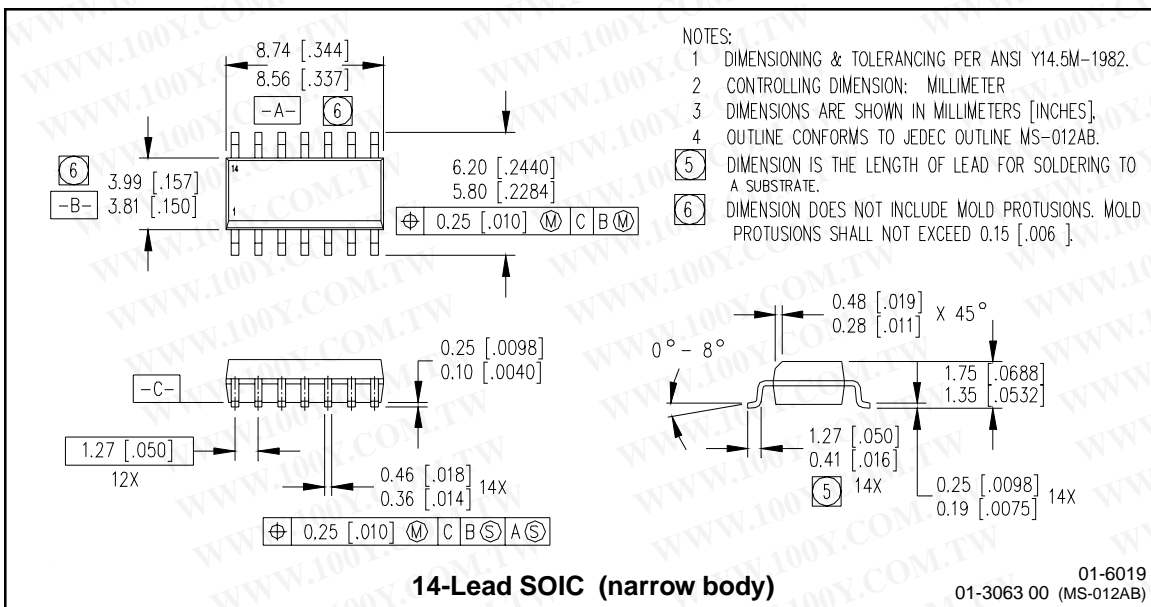 8.74 [.344]
8.56 [.337]
-A- 6
6
3.99 [.157]
3.81 [.150]
-B-
14
1
6.20 [.2440]
5.80 [.2284]
⌖ 0.25 [.010] Ⓜ C B Ⓜ
NOTES:
1 DIMENSIONING & TOLERANCING PER ANSI Y14.5M-1982.
2 CONTROLLING DIMENSION: MILLIMETER
3 DIMENSIONS ARE SHOWN IN MILLIMETERS [INCHES].
4 OUTLINE CONFORMS TO JEDEC OUTLINE MS-012AB.
5 DIMENSION IS THE LENGTH OF LEAD FOR SOLDERING TO
A SUBSTRATE.
6 DIMENSION DOES NOT INCLUDE MOLD PROTUSIONS. MOLD
PROTUSIONS SHALL NOT EXCEED 0.15 [.006 ].
-C-
0.25 [.0098]
0.10 [.0040]
1.27 [.050]
12X
0.46 [.018]
0.36 [.014] 14X
⌖ 0.25 [.010] Ⓜ C B Ⓢ A Ⓢ
0.48 [.019]
0.28 [.011] X 45°
0°- 8°
1.75 [.0688]
1.35 [.0532]
1.27 [.050]
0.41 [.016]
5 14X
0.25 [.0098]
0.19 [.0075] 14X
14-Lead SOIC (narrow body)
01-6019
01-3063 00 (MS-012AB)
WWW.100Y.COM.TW